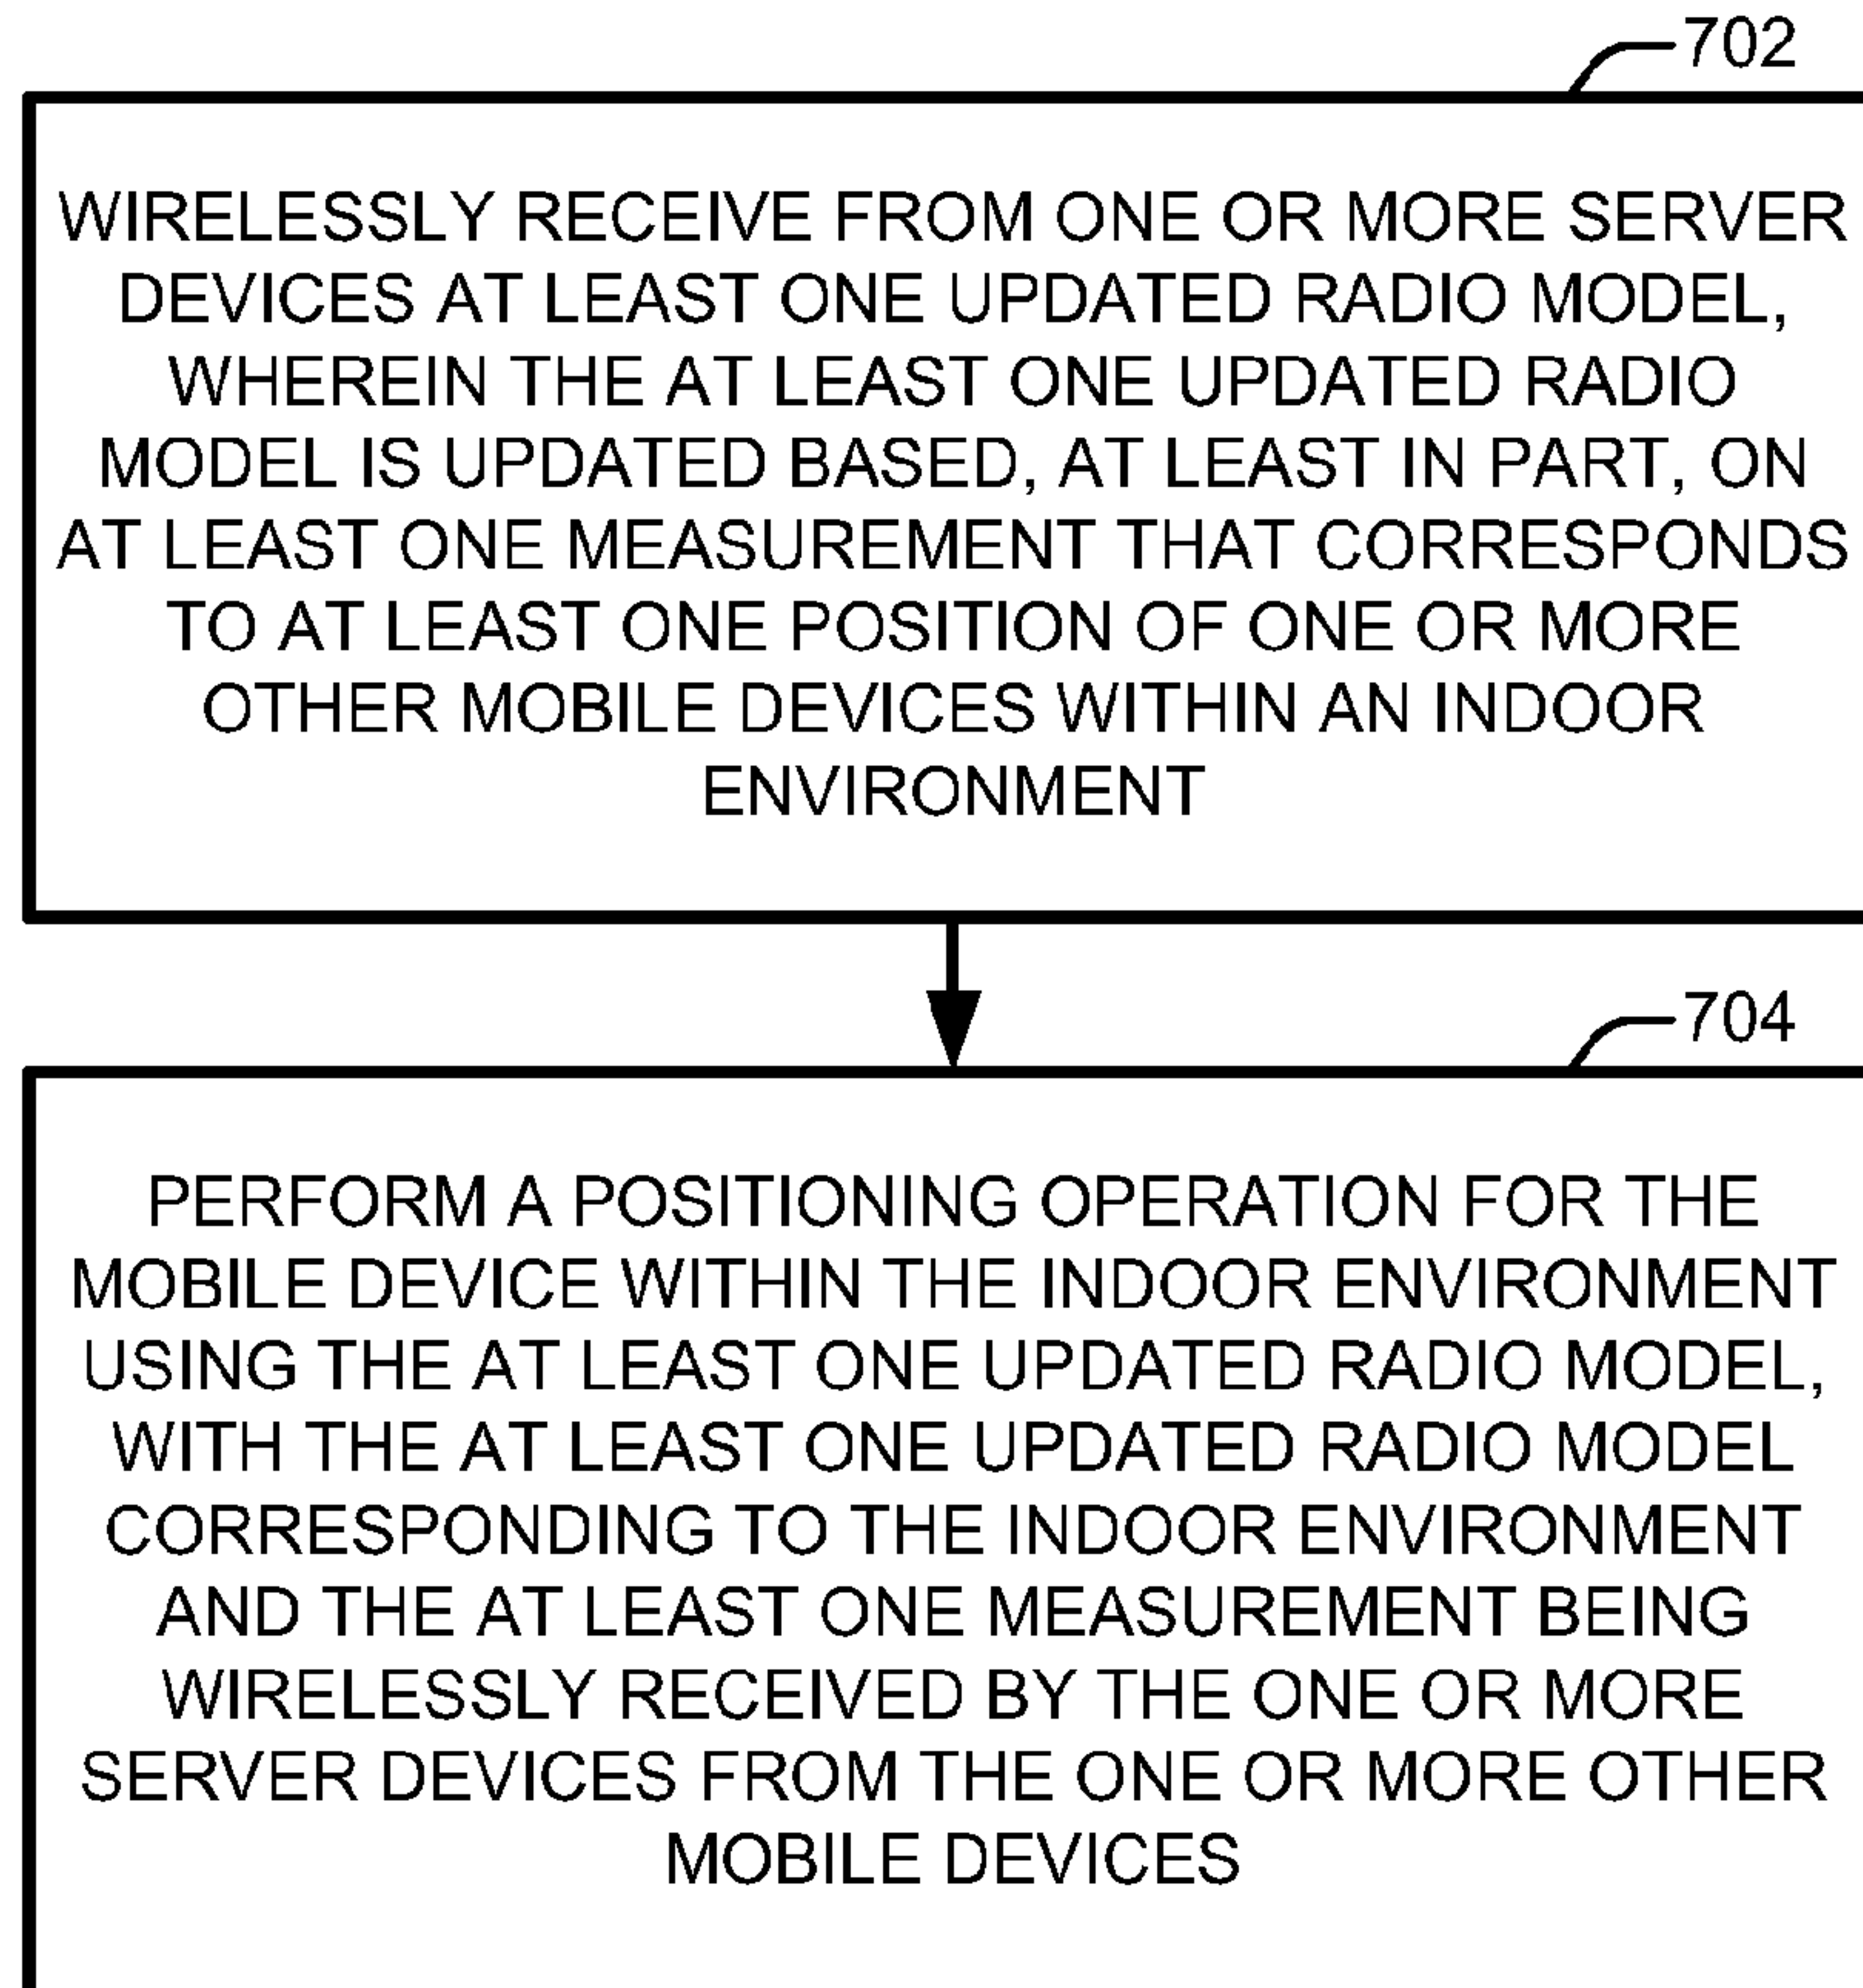 702
WIRELESSLY RECEIVE FROM ONE OR MORE SERVER
DEVICES AT LEAST ONE UPDATED RADIO MODEL,
WHEREIN THE AT LEAST ONE UPDATED RADIO
MODEL IS UPDATED BASED, AT LEAST IN PART, ON
AT LEAST ONE MEASUREMENT THAT CORRESPONDS
TO AT LEAST ONE POSITION OF ONE OR MORE
OTHER MOBILE DEVICES WITHIN AN INDOOR
ENVIRONMENT
704
PERFORM A POSITIONING OPERATION FOR THE
MOBILE DEVICE WITHIN THE INDOOR ENVIRONMENT
USING THE AT LEAST ONE UPDATED RADIO MODEL,
WITH THE AT LEAST ONE UPDATED RADIO MODEL
CORRESPONDING TO THE INDOOR ENVIRONMENT
AND THE AT LEAST ONE MEASUREMENT BEING
WIRELESSLY RECEIVED BY THE ONE OR MORE
SERVER DEVICES FROM THE ONE OR MORE OTHER
MOBILE DEVICES